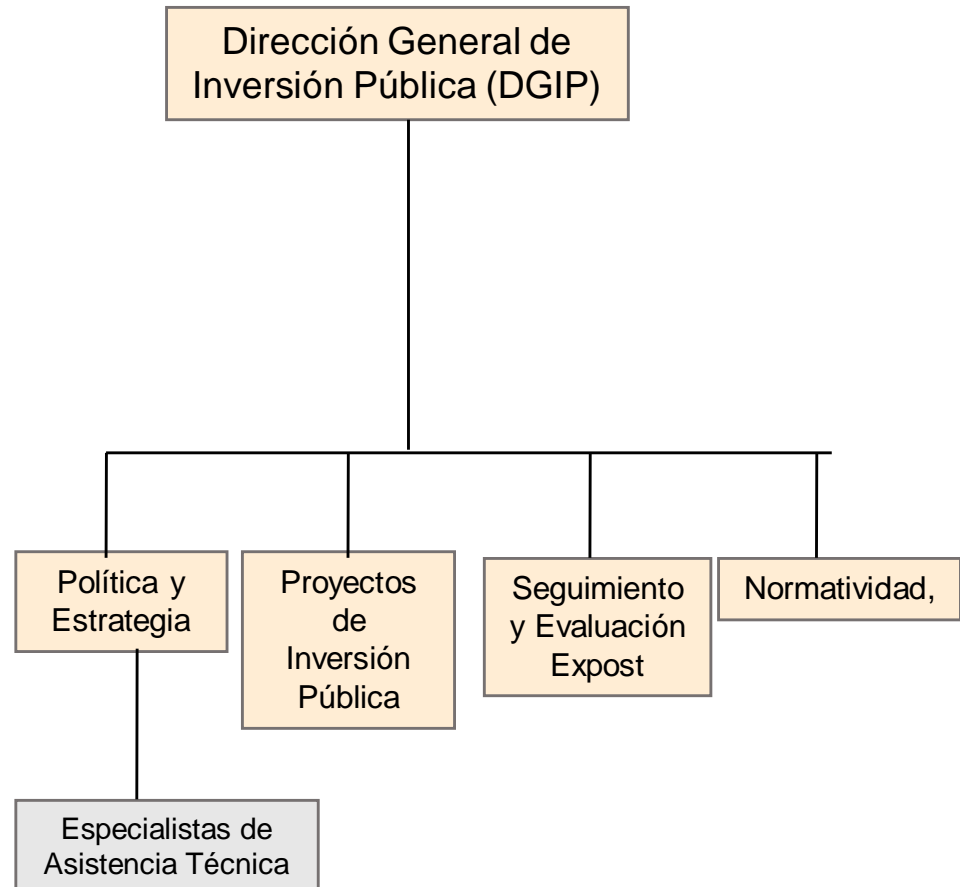 Dirección General de
Inversión Pública (DGIP)
Política y
Estrategia
Proyectos
de
Inversión
Pública
Seguimiento
y Evaluación
Expost
Normatividad,
Especialistas de
Asistencia Técnica